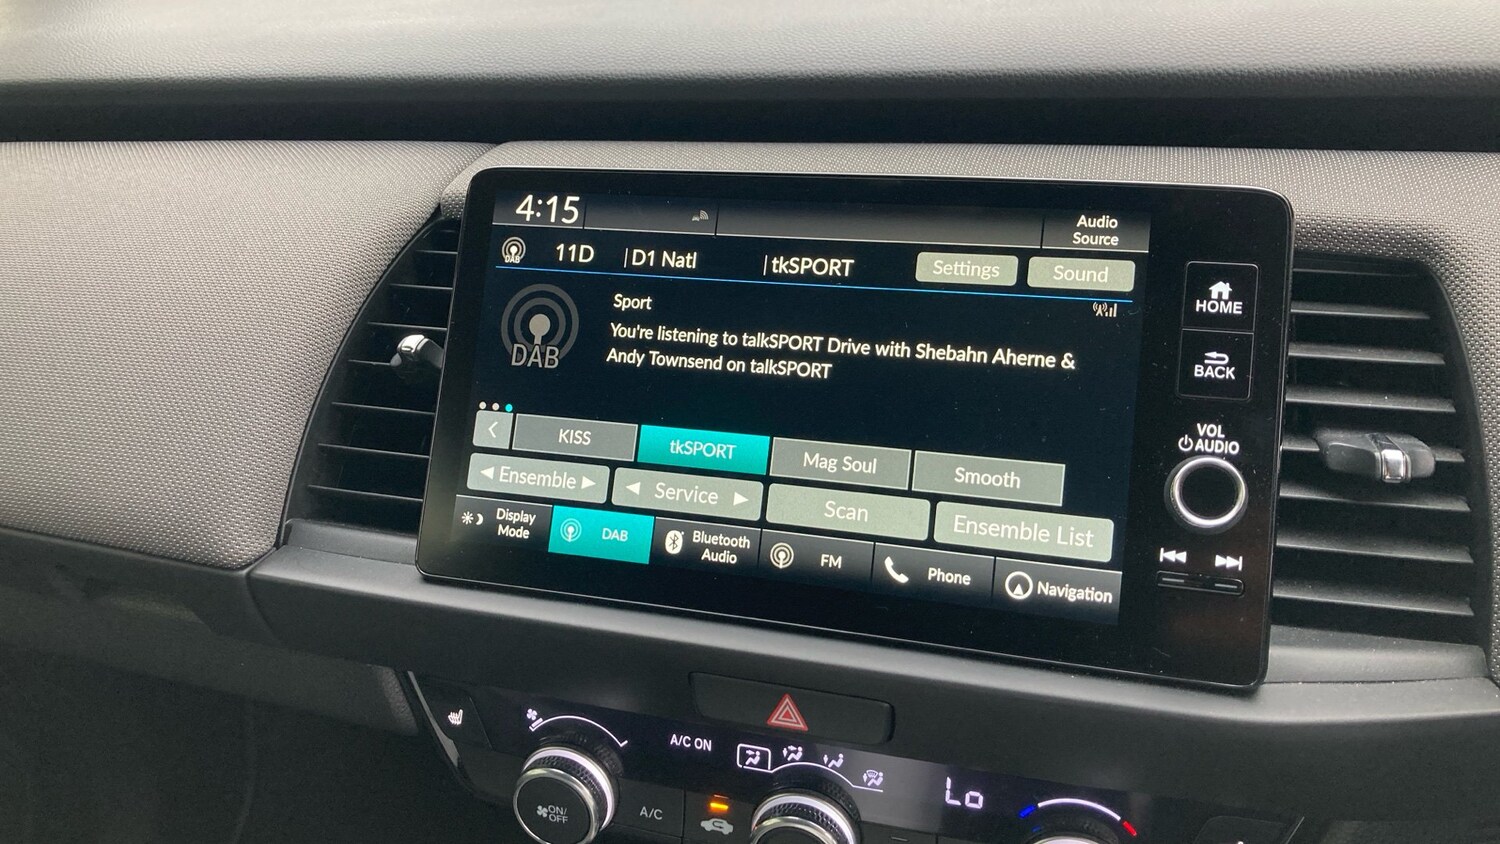 4:15
Audio
Source
DAB
11D
|D1 Natl
|tkSPORT
Settings
Sound
HOME
Sport
You're listening to talkSPORT Drive with Shebahn Aherne &
Andy Townsend on talkSPORT
DAB
BACK
VOL
AUDIO
KISS
tkSPORT
Mag Soul
Smooth
Ensemble
Service
Scan
Ensemble List
Display
Mode
DAB
Bluetooth
Audio
FM
Phone
Navigation
A/C ON
Lo
ON/
OFF
A/C